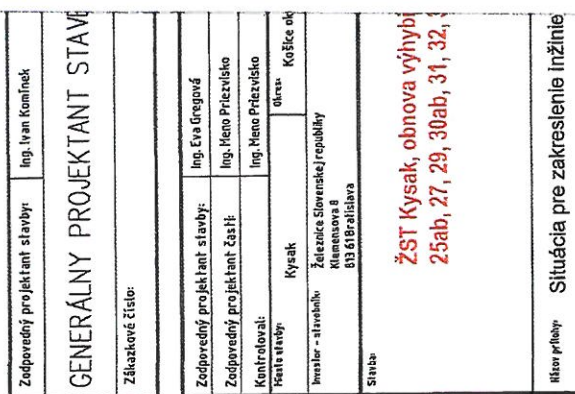 Zodpovedný projektant stavby: Ing. Ivan Komínek
GENERÁLNY PROJEKTANT STAV
Zákazkové číslo:
Zodpovedný projektant stavby: Ing. Eva Gregová
Zodpovedný projektant časti: Ing. Meno Priezvisko
Kontroloval: Ing. Meno Priezvisko
Miesto stavby: Kysak Okres: Košice ok
Investor - stavebník: Železnice Slovenskej republiky
Klemensova 8
813 61 Bratislava
Stavba:
ŽST Kysak, obnova výhybi
25ab, 27, 29, 30ab, 31, 32,
Názov prílohy: Situácia pre zakreslenie inžinie